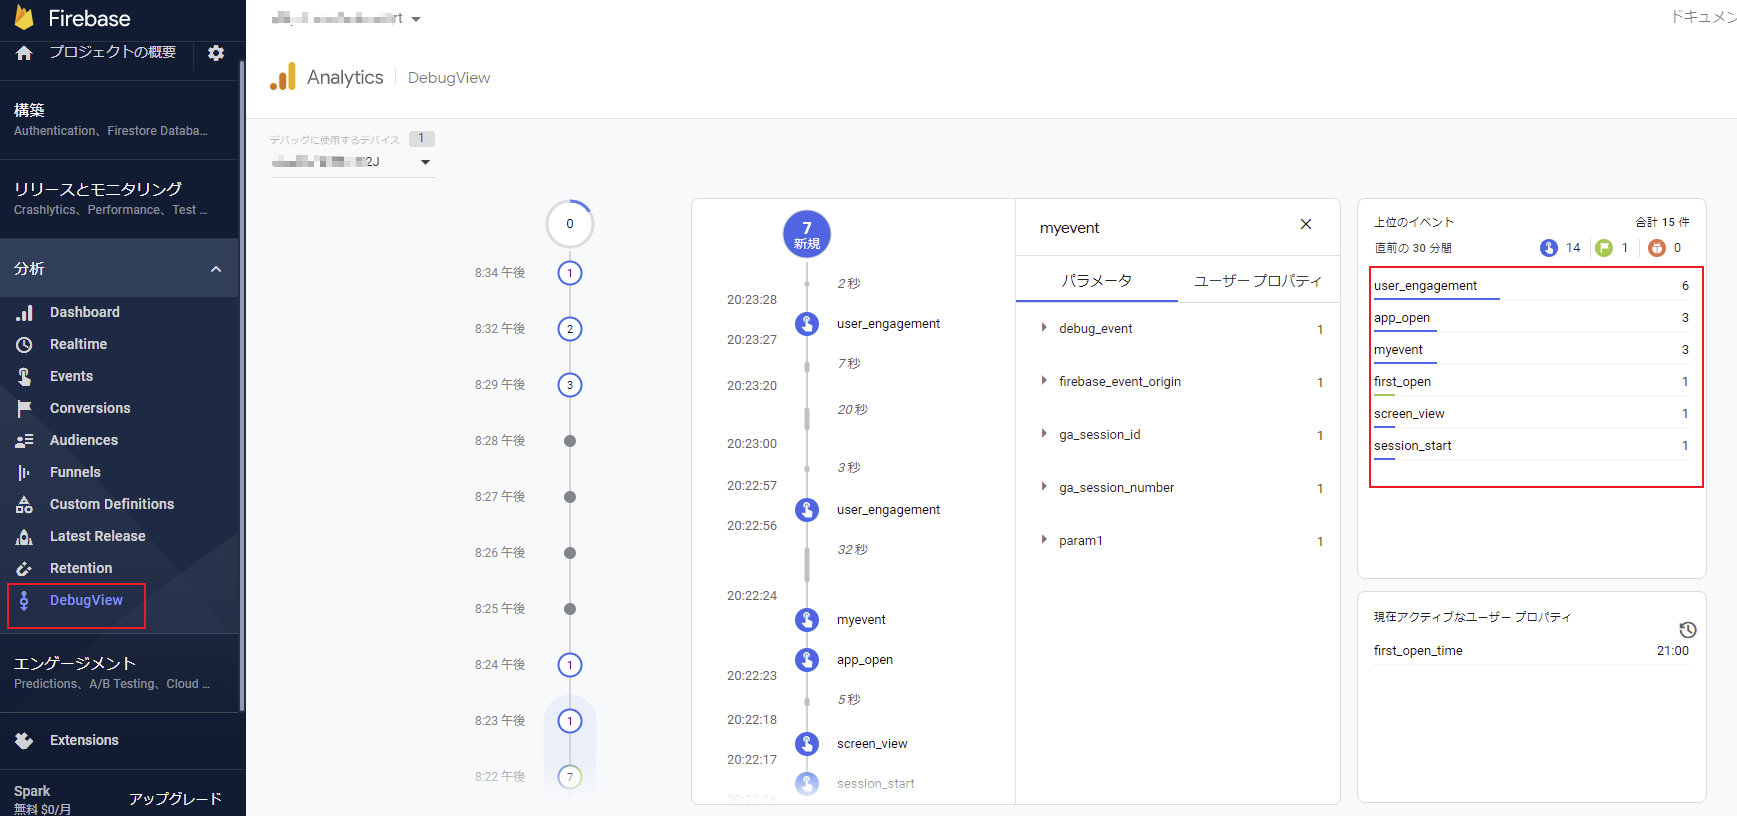 Firebase
プロジェクトの概要
構築
Authentication、Firestore Databa...
リリースとモニタリング
Crashlytics、Performance、Test ...
分析
Dashboard
Realtime
Events
Conversions
Audiences
Funnels
Custom Definitions
Latest Release
Retention
DebugView
エンゲージメント
Predictions、A/B Testing、Cloud ...
Extensions
Spark
無料 $0/月
アップグレード
ドキュメン
Analytics
DebugView
デバッグに使用するデバイス 1
2J
0
8:34 午後 1
8:32 午後 2
8:29 午後 3
8:28 午後
8:27 午後
8:26 午後
8:25 午後
8:24 午後 1
8:23 午後 1
8:22 午後 7
7
新規
2 秒
20:23:28
user_engagement
20:23:27
7 秒
20:23:20
20 秒
20:23:00
3 秒
20:22:57
user_engagement
20:22:56
32 秒
20:22:24
myevent
app_open
20:22:23
5 秒
20:22:18
screen_view
20:22:17
session_start
20:22:16
myevent
パラメータ
ユーザー プロパティ
debug_event 1
firebase_event_origin 1
ga_session_id 1
ga_session_number 1
param1 1
上位のイベント 合計 15 件
直前の 30 分間 14 1 0
user_engagement 6
app_open 3
myevent 3
first_open 1
screen_view 1
session_start 1
現在アクティブなユーザー プロパティ
first_open_time 21:00